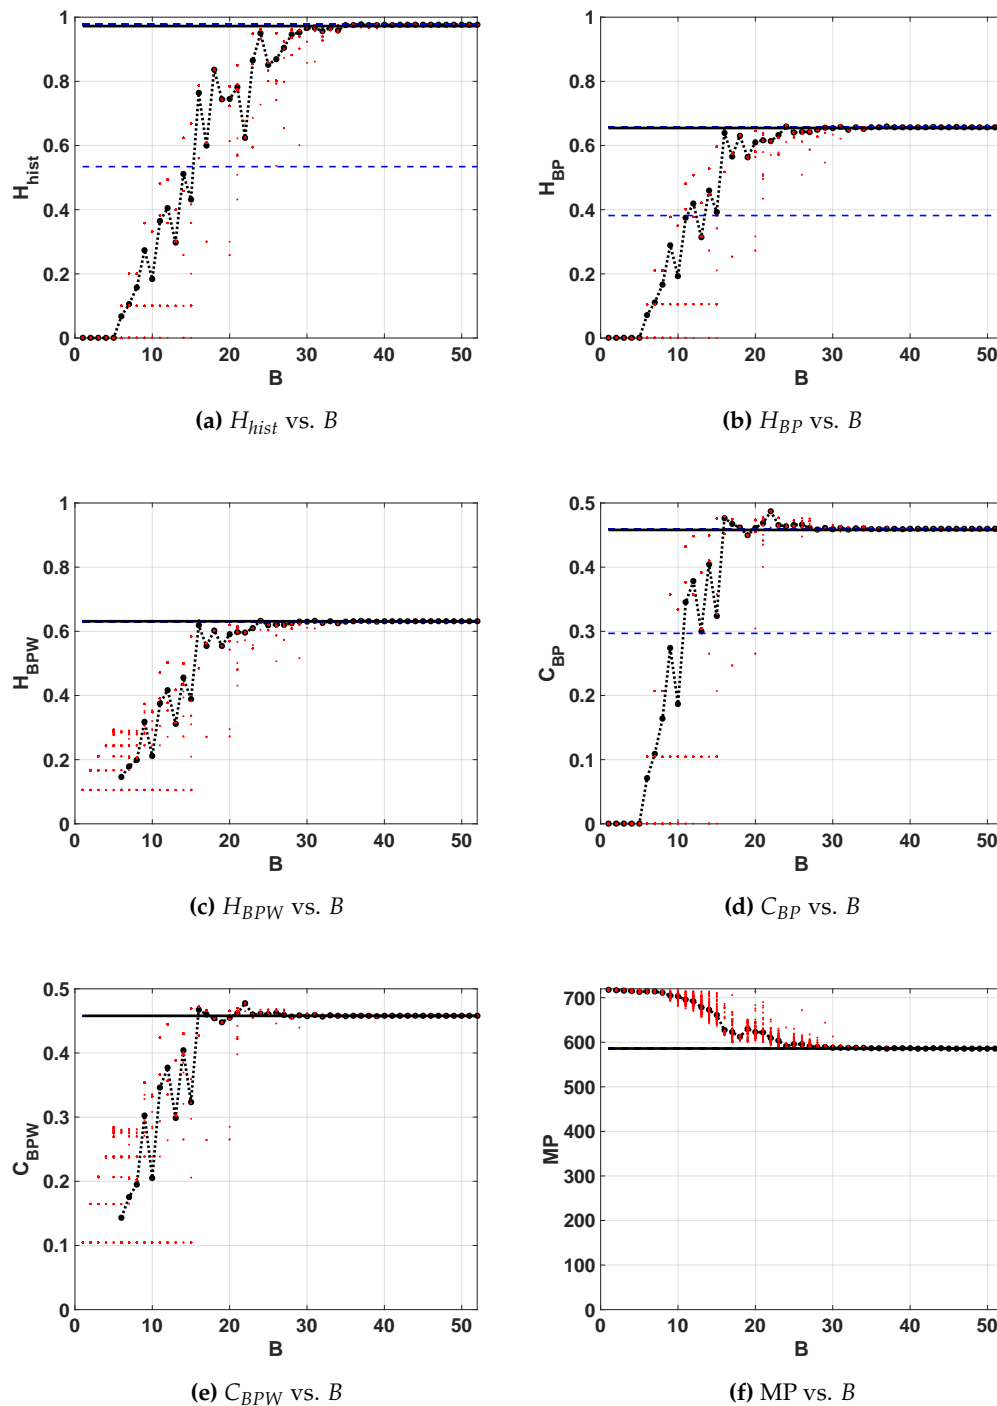 1
0.8
0.6
0.4
0.2
0
H_hist
0 10 20 30 40 50
B
(a) H_hist vs. B
1
0.8
0.6
0.4
0.2
0
H_BP
0 10 20 30 40 50
B
(b) H_BP vs. B
1
0.8
0.6
0.4
0.2
0
H_BPW
0 10 20 30 40 50
B
(c) H_BPW vs. B
0.5
0.4
0.3
0.2
0.1
0
C_BP
0 10 20 30 40 50
B
(d) C_BP vs. B
0.5
0.4
0.3
0.2
0.1
0
C_BPW
0 10 20 30 40 50
B
(e) C_BPW vs. B
700
600
500
400
300
200
100
0
MP
0 10 20 30 40 50
B
(f) MP vs. B